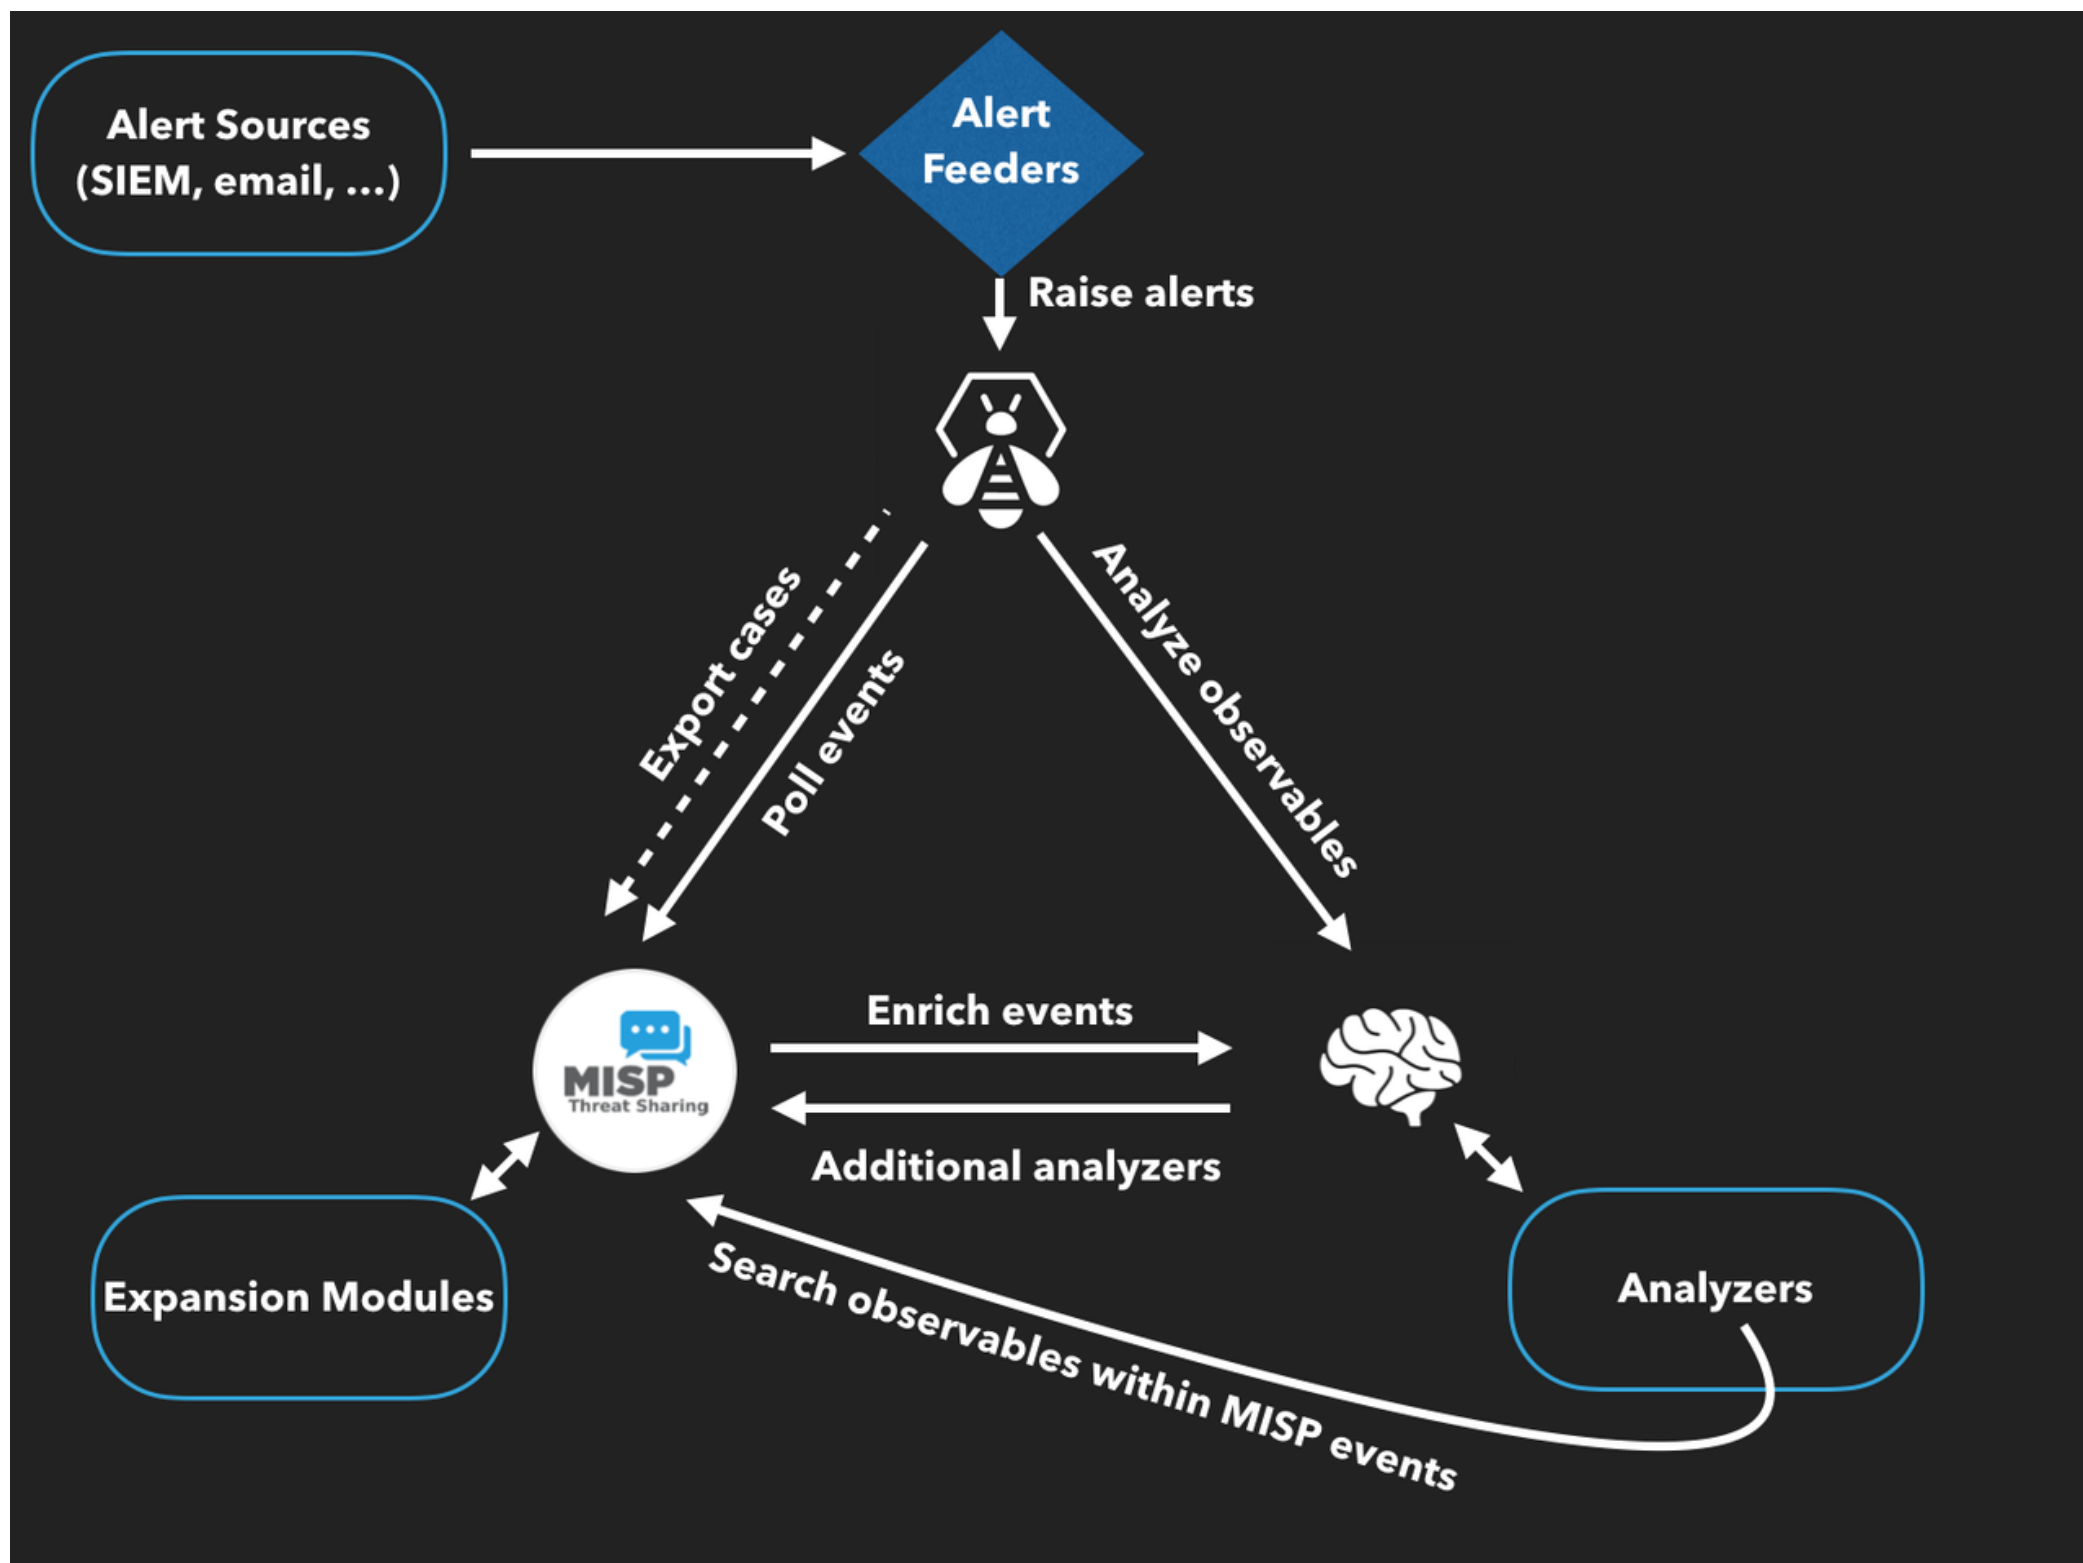 Alert Sources
(SIEM, email, ...)
Alert
Feeders
Raise alerts
Export cases
Poll events
Analyze observables
MISP
Threat Sharing
Enrich events
Additional analyzers
Expansion Modules
Analyzers
Search observables within MISP events